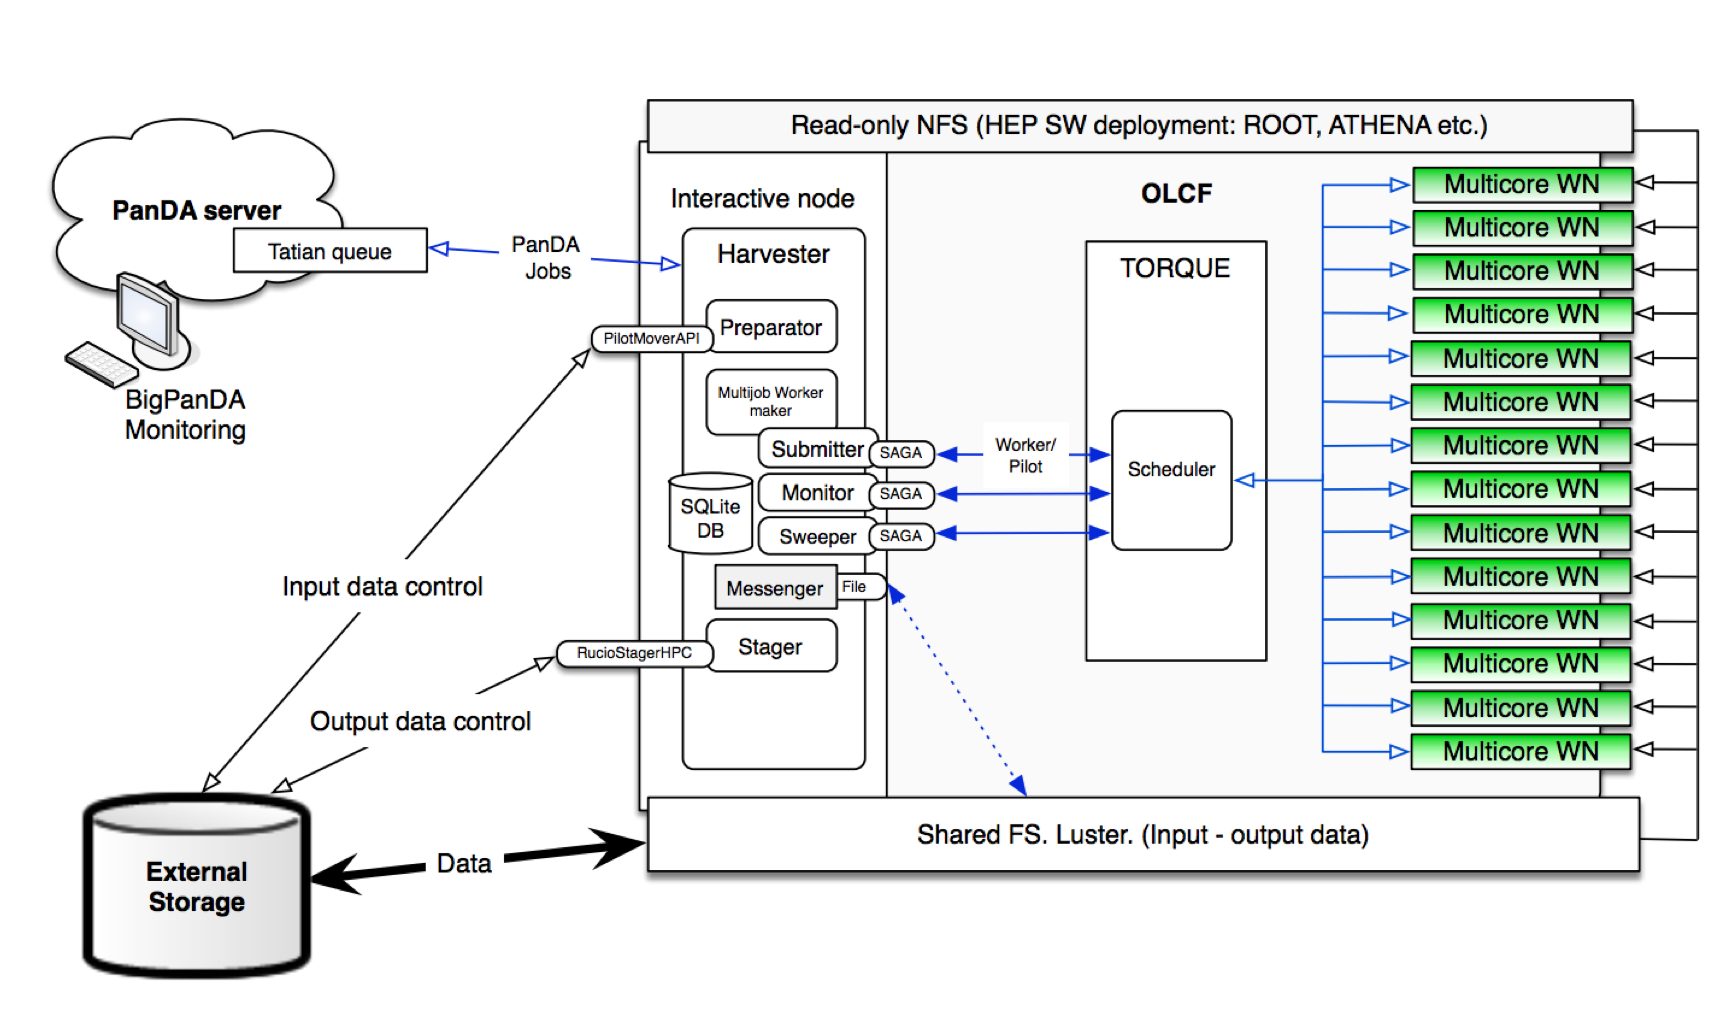 Read-only NFS (HEP SW deployment: ROOT, ATHENA etc.)
PanDA server
Tatian queue
BigPanDA
Monitoring
PanDA
Jobs
Interactive node
Harvester
Preparator
PilotMoverAPI
Multijob Worker
maker
Submitter
SAGA
Monitor
SAGA
Sweeper
SAGA
SQLite
DB
Messenger
File
Stager
RucioStagerHPC
Worker/
Pilot
OLCF
TORQUE
Scheduler
Multicore WN
Multicore WN
Multicore WN
Multicore WN
Multicore WN
Multicore WN
Multicore WN
Multicore WN
Multicore WN
Multicore WN
Multicore WN
Multicore WN
Multicore WN
Multicore WN
Input data control
Output data control
External
Storage
Data
Shared FS. Luster. (Input - output data)